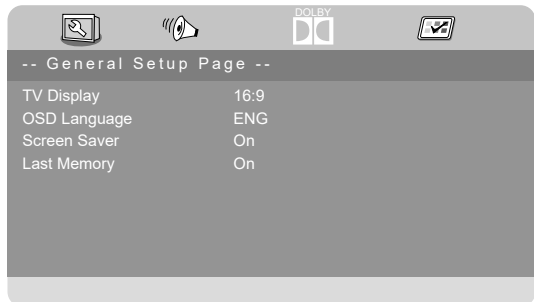 DOLBY
-- General Setup Page --
TV Display 16:9
OSD Language ENG
Screen Saver On
Last Memory On